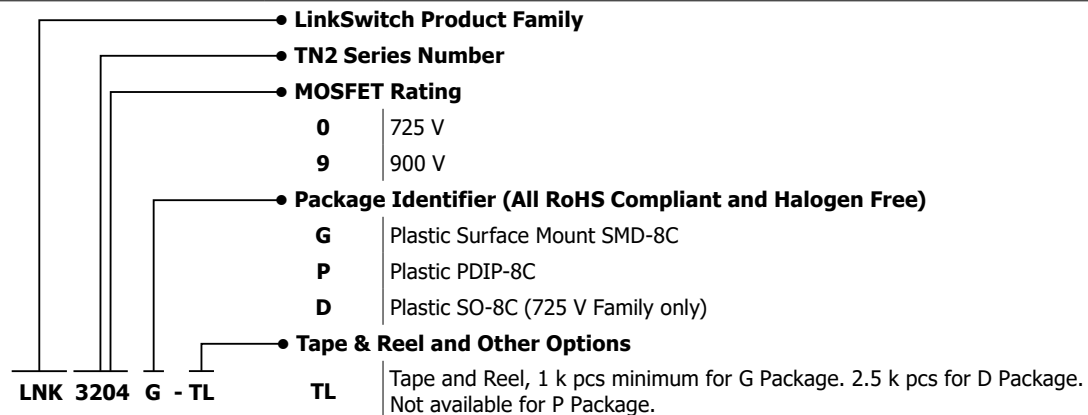 LinkSwitch Product Family
TN2 Series Number
MOSFET Rating
0 725 V
9 900 V
Package Identifier (All RoHS Compliant and Halogen Free)
G Plastic Surface Mount SMD-8C
P Plastic PDIP-8C
D Plastic SO-8C (725 V Family only)
Tape & Reel and Other Options
LNK 3204 G - TL
TL Tape and Reel, 1 k pcs minimum for G Package. 2.5 k pcs for D Package.
Not available for P Package.